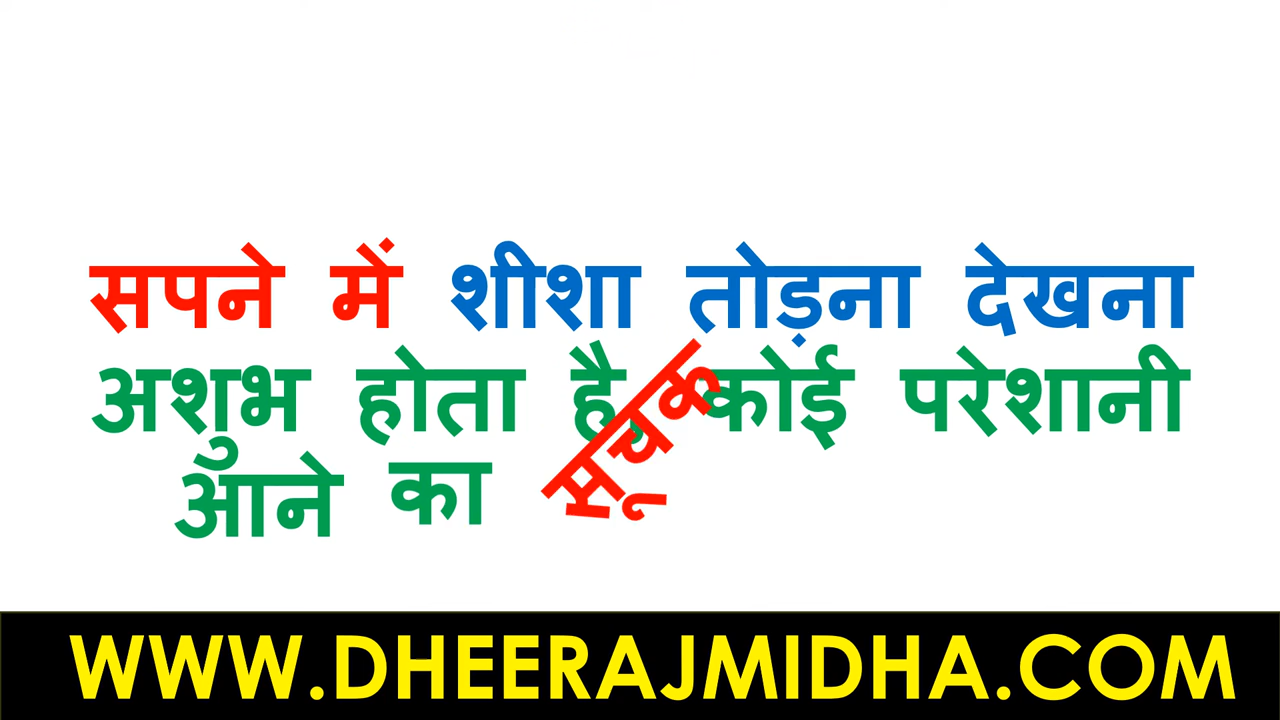 सपने में शीशा तोड़ना देखना
अशुभ होता है, कोई परेशानी
आने का सूचक
WWW.DHEERAJMIDHA.COM